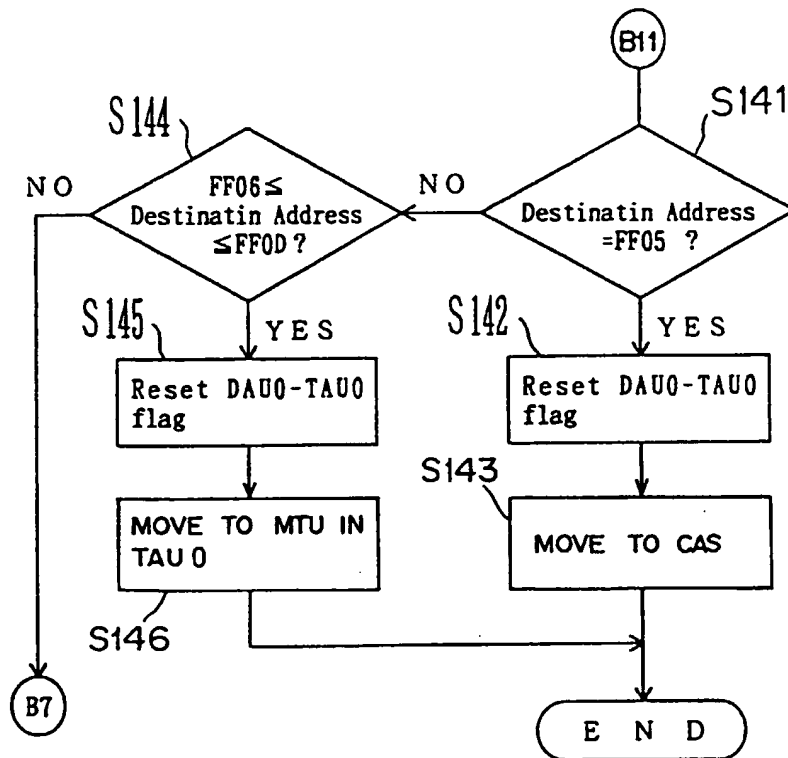 B11
S141
Destinatin Address
=FF05 ?
NO
S144
FF06≤
Destinatin Address
≤FF0D?
NO
YES
S142
Reset DAU0-TAU0
flag
S143
MOVE TO CAS
YES
S145
Reset DAU0-TAU0
flag
MOVE TO MTU IN
TAU 0
S146
B7
END